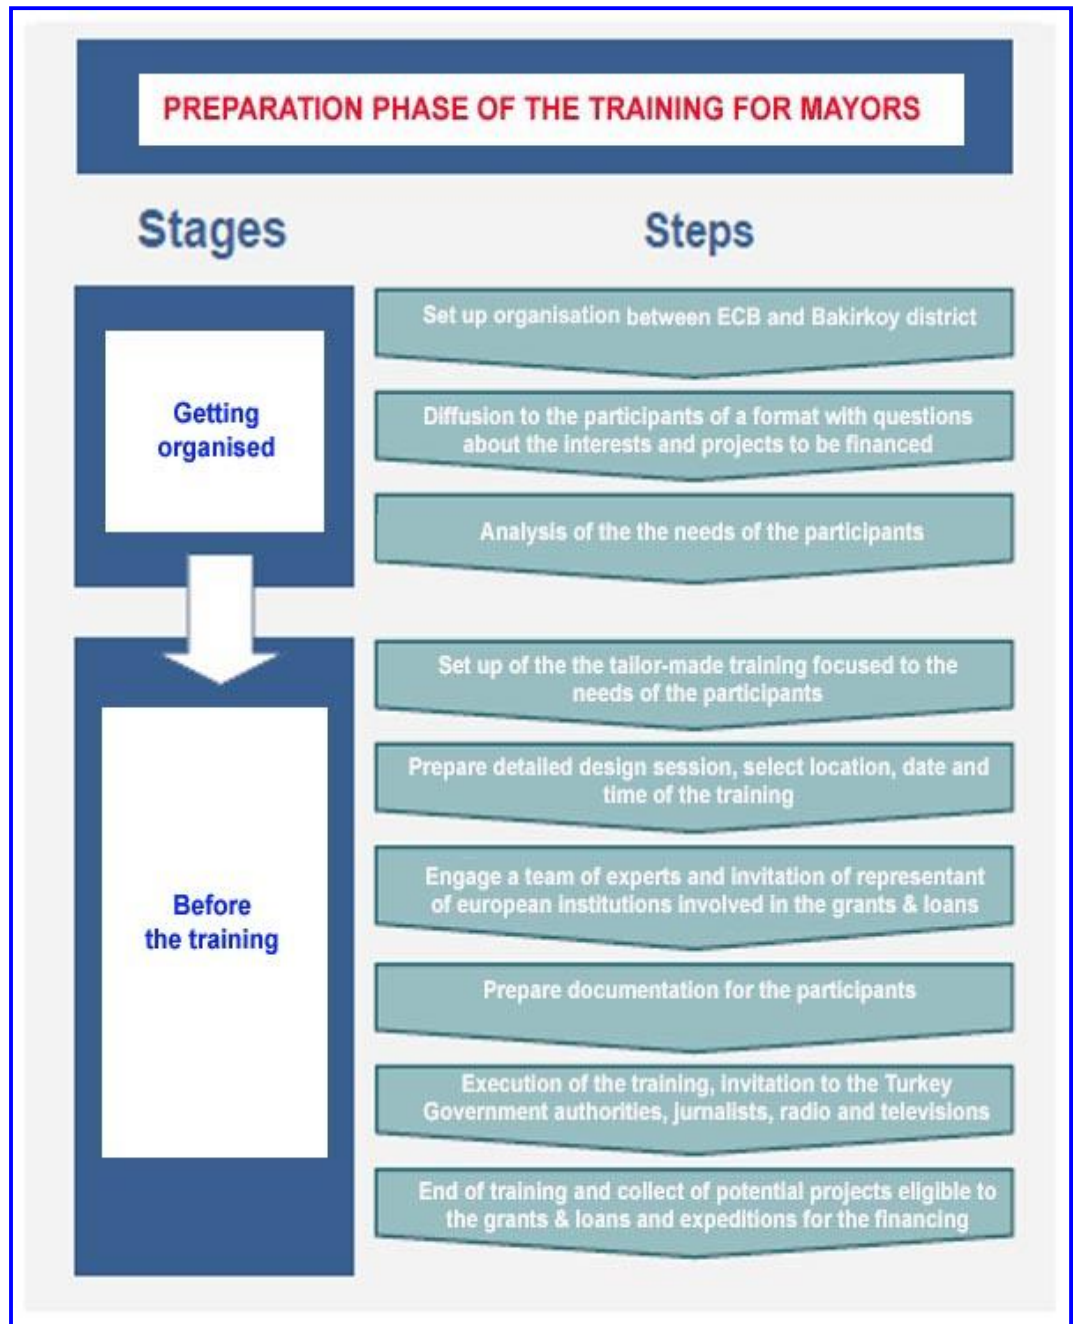 PREPARATION PHASE OF THE TRAINING FOR MAYORS
Stages
Steps
Getting
organised
Set up organisation between ECB and Bakirkoy district
Diffusion to the participants of a format with questions
about the interests and projects to be financed
Analysis of the the needs of the participants
Before
the training
Set up of the the tailor-made training focused to the
needs of the participants
Prepare detailed design session, select location, date and
time of the training
Engage a team of experts and invitation of representant
of european institutions involved in the grants & loans
Prepare documentation for the participants
Execution of the training, invitation to the Turkey
Government authorities, jurnalists, radio and televisions
End of training and collect of potential projects eligible to
the grants & loans and expeditions for the financing